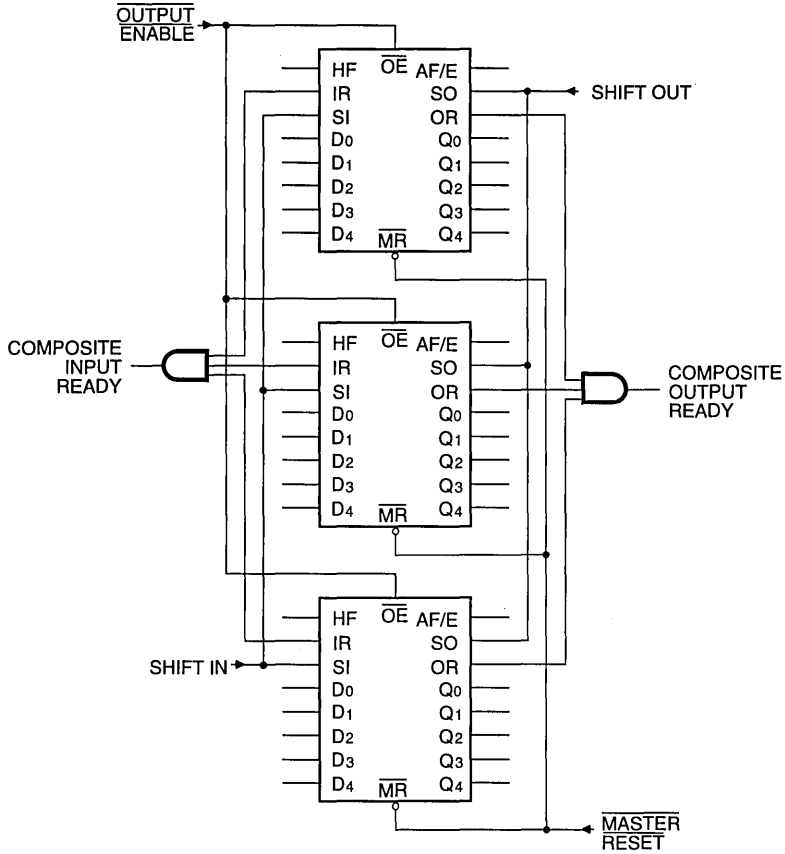 OUTPUT
ENABLE
HF OE AF/E
IR SO SHIFT OUT
SI OR
D0 Q0
D1 Q1
D2 Q2
D3 Q3
D4 MR Q4
COMPOSITE
INPUT
READY
HF OE AF/E
IR SO
SI OR
D0 Q0
D1 Q1
D2 Q2
D3 Q3
D4 MR Q4
COMPOSITE
OUTPUT
READY
HF OE AF/E
IR SO
SHIFT IN SI OR
D0 Q0
D1 Q1
D2 Q2
D3 Q3
D4 MR Q4
MASTER
RESET